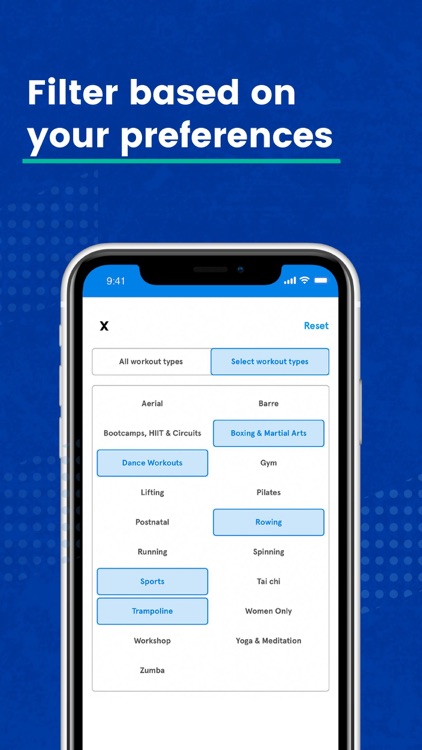 Filter based on
your preferences
9:41
X
Reset
All workout types
Select workout types
Aerial
Barre
Bootcamps, HIIT & Circuits
Boxing & Martial Arts
Dance Workouts
Gym
Lifting
Pilates
Postnatal
Rowing
Running
Spinning
Sports
Tai chi
Trampoline
Women Only
Workshop
Yoga & Meditation
Zumba